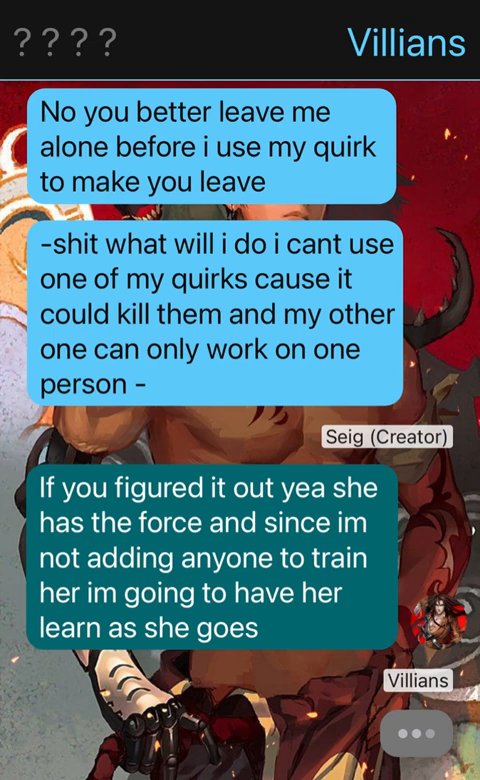 ? ? ? ?
Villians
No you better leave me
alone before i use my quirk
to make you leave
-shit what will i do i cant use
one of my quirks cause it
could kill them and my other
one can only work on one
person -
Seig (Creator)
If you figured it out yea she
has the force and since im
not adding anyone to train
her im going to have her
learn as she goes
Villians